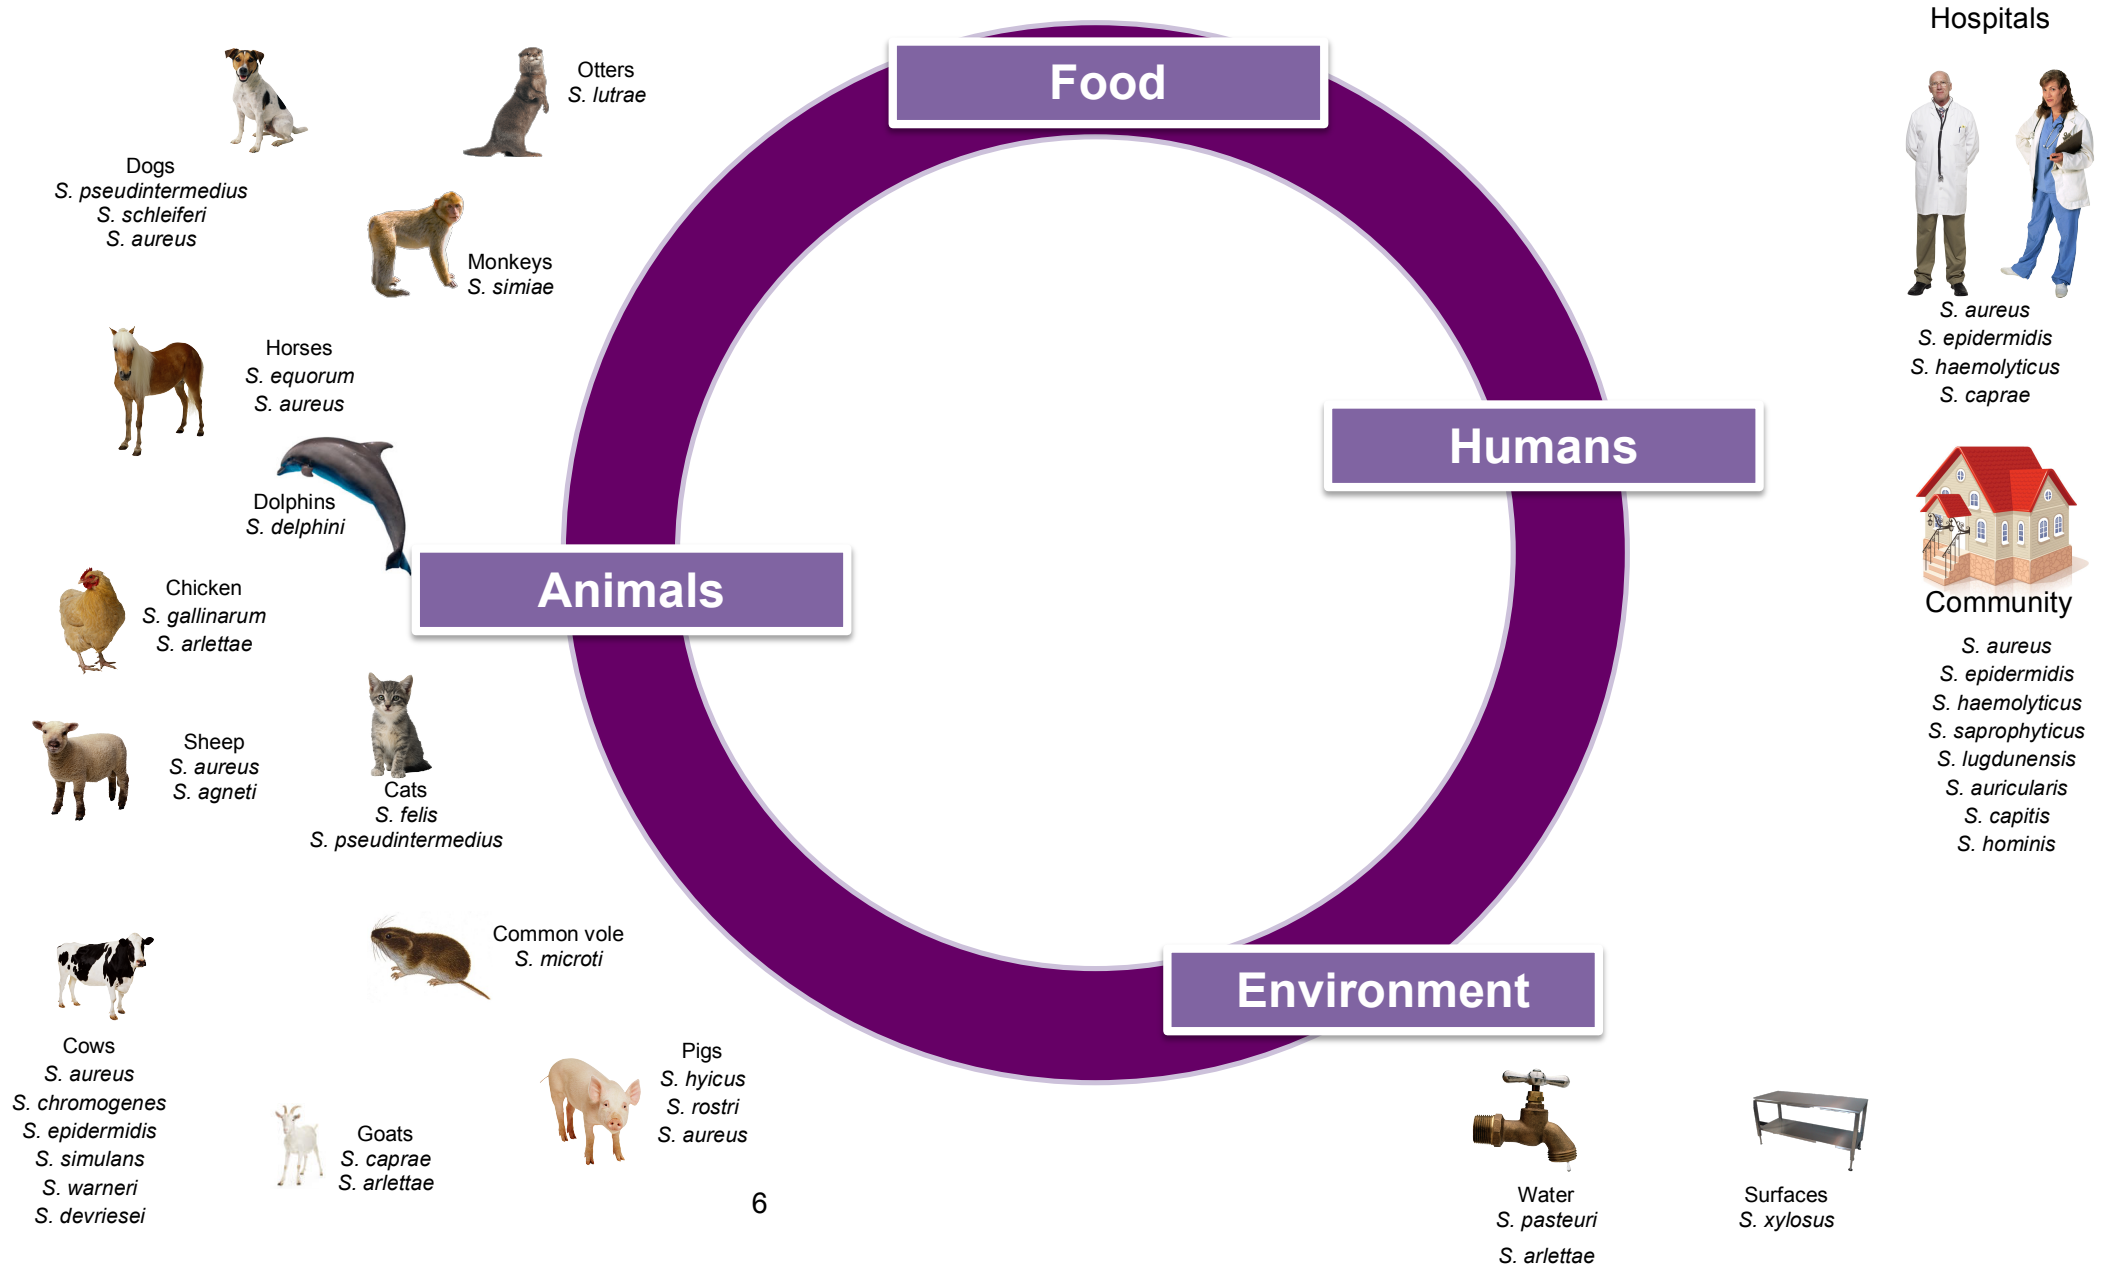 Hospitals
Food
Otters
S. lutrae
Dogs
S. pseudintermedius
S. schleiferi
S. aureus
Monkeys
S. simiae
Horses
S. equorum
S. aureus
S. aureus
S. epidermidis
S. haemolyticus
S. caprae
Humans
Dolphins
S. delphini
Animals
Chicken
S. gallinarum
S. arlettae
Community
S. aureus
S. epidermidis
S. haemolyticus
S. saprophyticus
S. lugdunensis
S. auricularis
S. capitis
S. hominis
Sheep
S. aureus
S. agneti
Cats
S. felis
S. pseudintermedius
Common vole
S. microti
Environment
Cows
S. aureus
S. chromogenes
S. epidermidis
S. simulans
S. warneri
S. devriesei
Goats
S. caprae
S. arlettae
Pigs
S. hyicus
S. rostri
S. aureus
6
Water
S. pasteuri
S. arlettae
Surfaces
S. xylosus